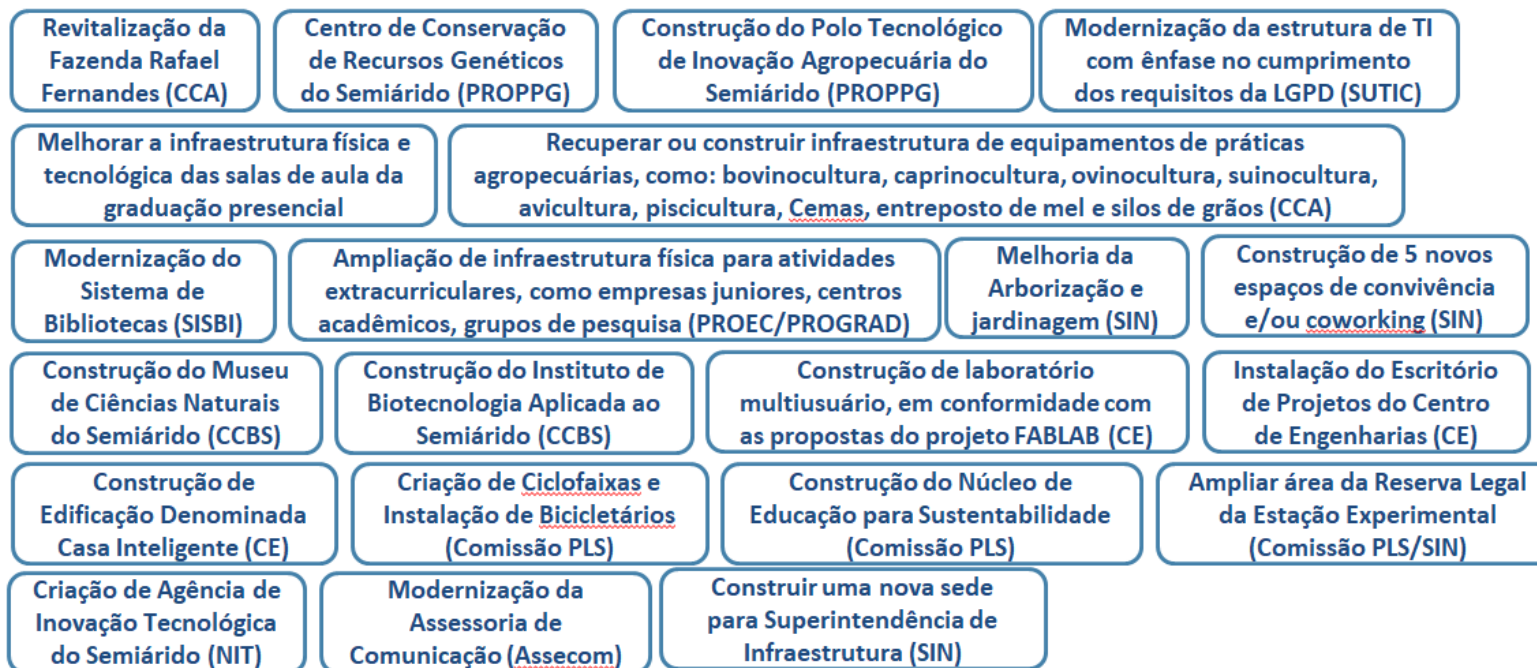 Revitalização da
Fazenda Rafael
Fernandes (CCA)
Centro de Conservação
de Recursos Genéticos
do Semiárido (PROPPG)
Construção do Polo Tecnológico
de Inovação Agropecuária do
Semiárido (PROPPG)
Modernização da estrutura de TI
com ênfase no cumprimento
dos requisitos da LGPD (SUTIC)
Melhorar a infraestrutura física e
tecnológica das salas de aula da
graduação presencial
Recuperar ou construir infraestrutura de equipamentos de práticas
agropecuárias, como: bovinocultura, caprinocultura, ovinocultura, suinocultura,
avicultura, piscicultura, Cemas, entreposto de mel e silos de grãos (CCA)
Modernização do
Sistema de
Bibliotecas (SISBI)
Ampliação de infraestrutura física para atividades
extracurriculares, como empresas juniores, centros
acadêmicos, grupos de pesquisa (PROEC/PROGRAD)
Melhoria da
Arborização e
jardinagem (SIN)
Construção de 5 novos
espaços de convivência
e/ou coworking (SIN)
Construção do Museu
de Ciências Naturais
do Semiárido (CCBS)
Construção do Instituto de
Biotecnologia Aplicada ao
Semiárido (CCBS)
Construção de laboratório
multiusuário, em conformidade com
as propostas do projeto FABLAB (CE)
Instalação do Escritório
de Projetos do Centro
de Engenharias (CE)
Construção de
Edificação Denominada
Casa Inteligente (CE)
Criação de Ciclofaixas e
Instalação de Bicicletários
(Comissão PLS)
Construção do Núcleo de
Educação para Sustentabilidade
(Comissão PLS)
Ampliar área da Reserva Legal
da Estação Experimental
(Comissão PLS/SIN)
Criação de Agência de
Inovação Tecnológica
do Semiárido (NIT)
Modernização da
Assessoria de
Comunicação (Assecom)
Construir uma nova sede
para Superintendência de
Infraestrutura (SIN)